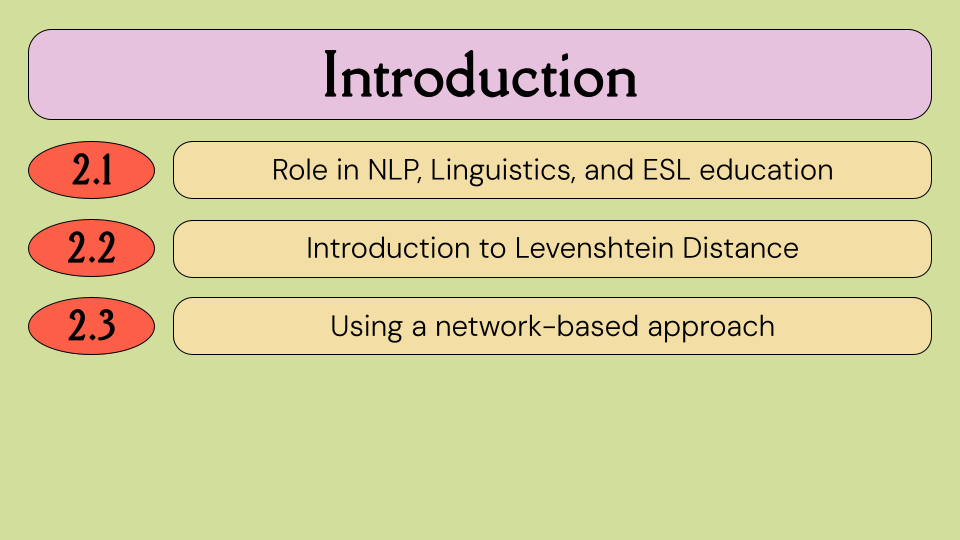 Introduction
2.1
Role in NLP, Linguistics, and ESL education
2.2
Introduction to Levenshtein Distance
2.3
Using a network-based approach